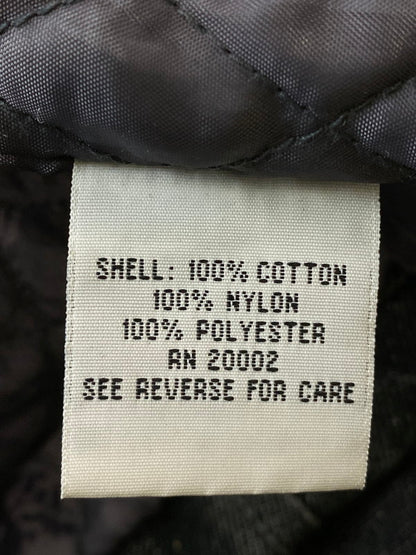 SHELL: 100% COTTON
100% NYLON
100% POLYESTER
RN 20002
SEE REVERSE FOR CARE